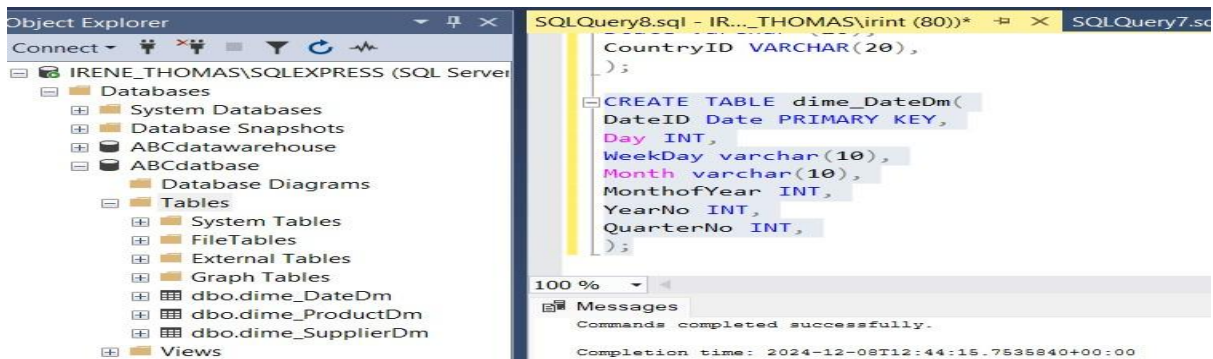 Object Explorer
Connect
IRENE_THOMAS\SQLEXPRESS (SQL Server
Databases
System Databases
Database Snapshots
ABCdatawarehouse
ABCdatbase
Database Diagrams
Tables
System Tables
FileTables
External Tables
Graph Tables
dbo.dime_DateDm
dbo.dime_ProductDm
dbo.dime_SupplierDm
Views
SQLQuery8.sql - IR..._THOMAS\irint (80))*
SQLQuery7.sc
CountryID VARCHAR(20),
);
CREATE TABLE dime_DateDm(
DateID Date PRIMARY KEY,
Day INT,
WeekDay varchar(10),
Month varchar(10),
MonthofYear INT,
YearNo INT,
QuarterNo INT,
);
100 %
Messages
Commands completed successfully.
Completion time: 2024-12-08T12:44:15.7535840+00:00